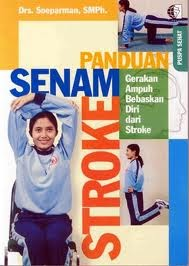 Drs. Soeparman, SMPh.
PANDUAN
SENAM
STROKE
Gerakan
Ampuh
Bebaskan
Diri
dari
Stroke
PUSPA SEHAT